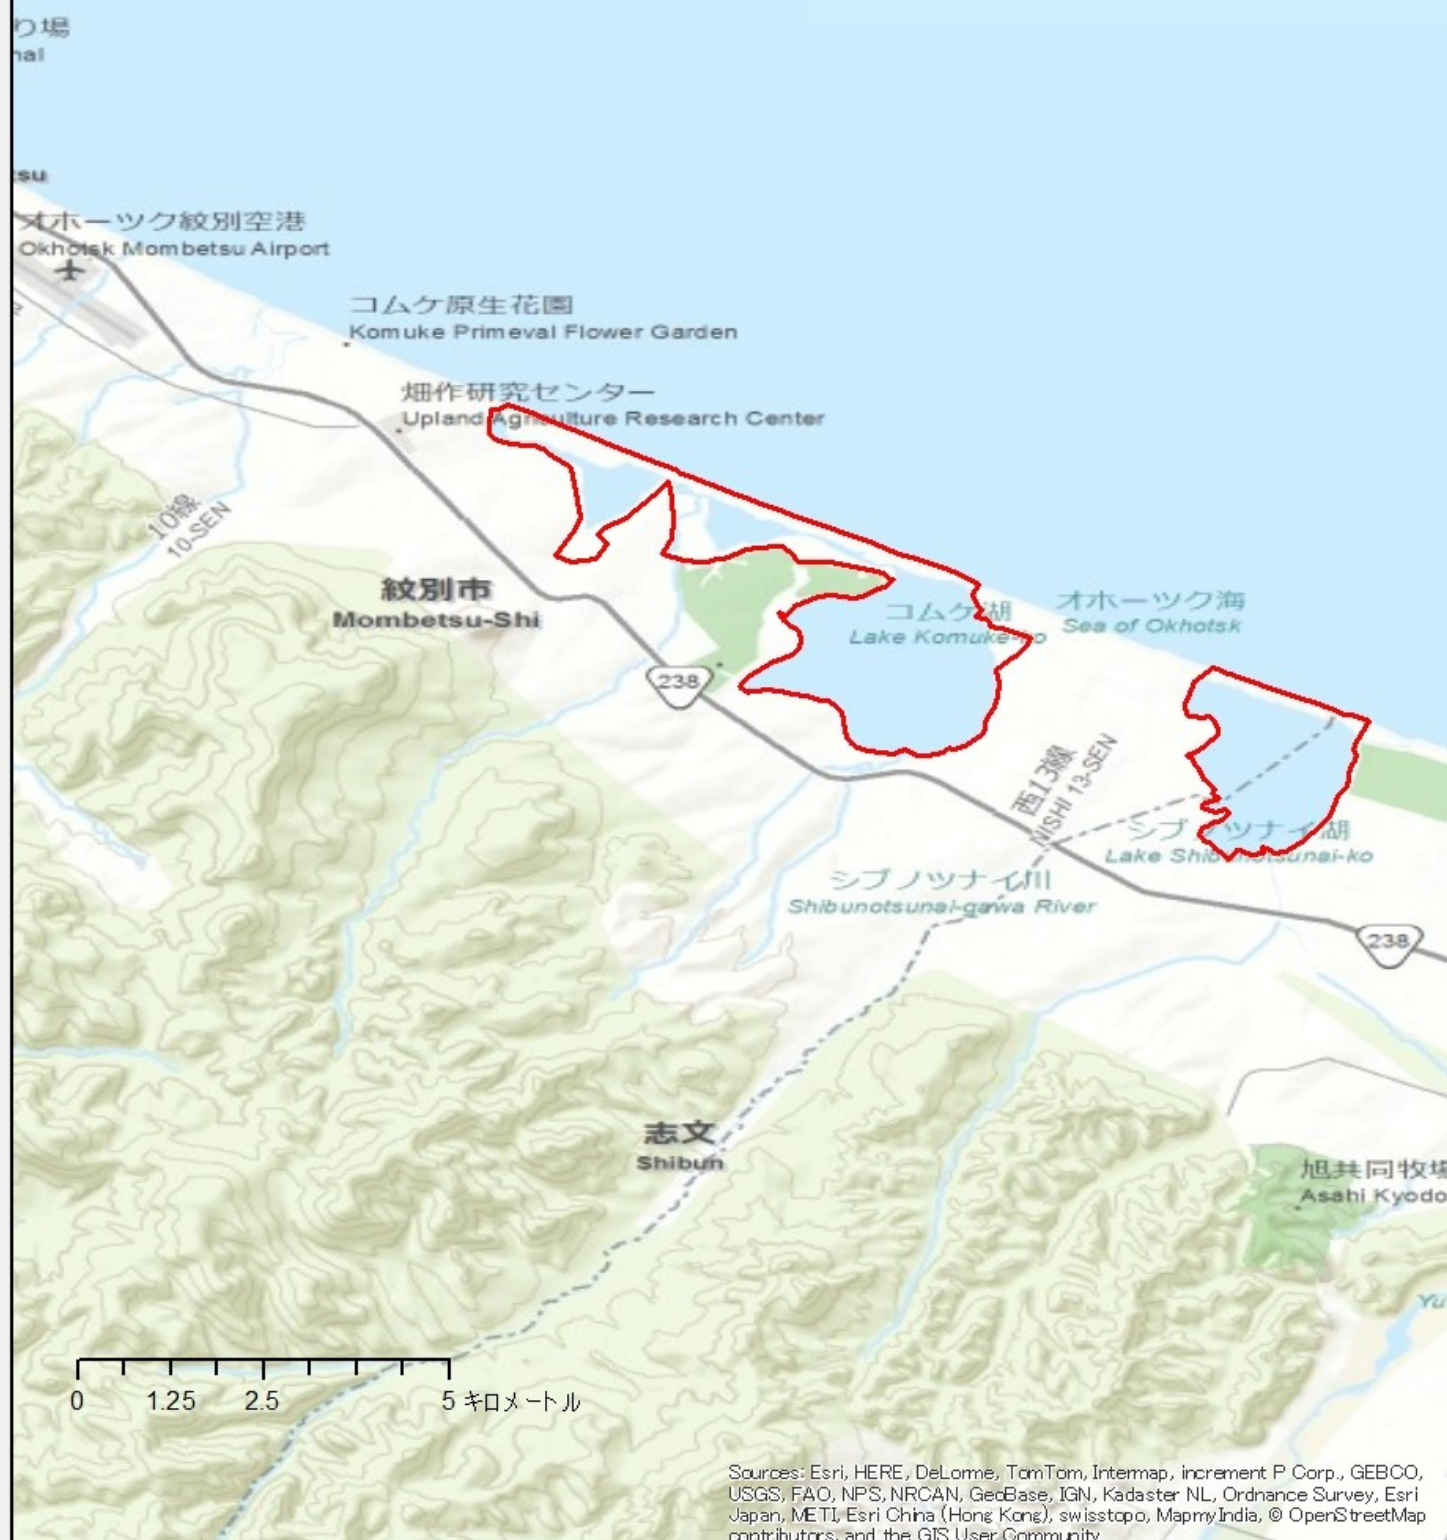 り場
nal
su
オホーツク紋別空港
Okhotsk Mombetsu Airport
コムケ原生花園
Komuke Primeval Flower Garden
畑作研究センター
Upland Agriculture Research Center
10線
10-SEN
紋別市
Mombetsu-Shi
コムケ湖
Lake Komuke-ko
オホーツク海
Sea of Okhotsk
238
西13線
NISHI 13-SEN
シブノツナイ湖
Lake Shibunotsunai-ko
シブノツナイ川
Shibunotsunai-gawa River
238
志文
Shibun
旭共同牧場
Asahi Kyodo
Yu
0 1.25 2.5 5 キロメートル
Sources: Esri, HERE, DeLorme, TomTom, Intermap, increment P Corp., GEBCO,
USGS, FAO, NPS, NRCAN, GeoBase, IGN, Kadaster NL, Ordnance Survey, Esri
Japan, METI, Esri China (Hong Kong), swisstopo, MapmyIndia, © OpenStreetMap
contributors, and the GIS User Community